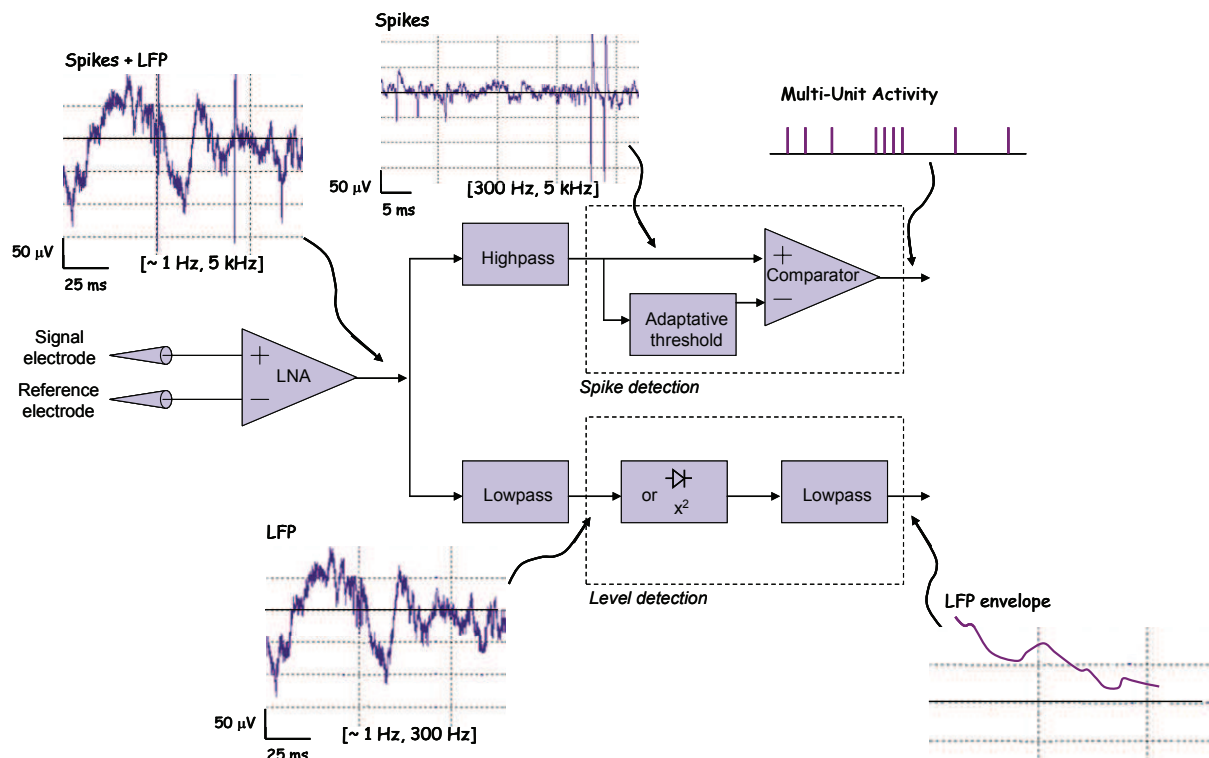 Spikes
Spikes + LFP
Multi-Unit Activity
50 µV
5 ms
[300 Hz, 5 kHz]
50 µV
25 ms
[~ 1 Hz, 5 kHz]
Highpass
+
Comparator
−
Adaptative
threshold
Spike detection
Signal
electrode
Reference
electrode
+
LNA
−
Lowpass
or
x²
Lowpass
Level detection
LFP
50 µV
25 ms
[~ 1 Hz, 300 Hz]
LFP envelope